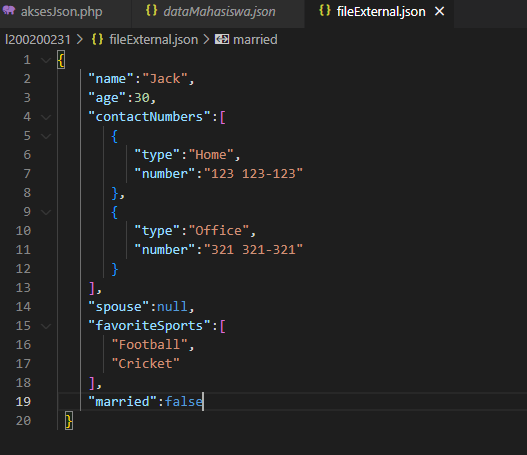 aksesJson.php dataMahasiswa.json fileExternal.json
l200200231 > {} fileExternal.json > married
1 {
2 "name":"Jack",
3 "age":30,
4 "contactNumbers":[
5 {
6 "type":"Home",
7 "number":"123 123-123"
8 },
9 {
10 "type":"Office",
11 "number":"321 321-321"
12 }
13 ],
14 "spouse":null,
15 "favoriteSports":[
16 "Football",
17 "Cricket"
18 ],
19 "married":false
20 }